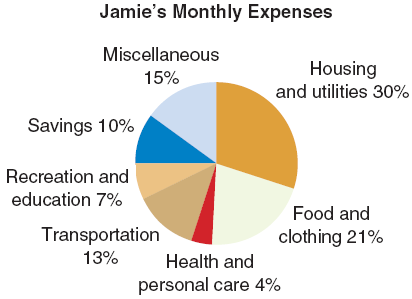 Jamie's Monthly Expenses
Miscellaneous
15%
Housing
and utilities 30%
Savings 10%
Recreation and
education 7%
Food and
clothing 21%
Transportation
13%
Health and
personal care 4%